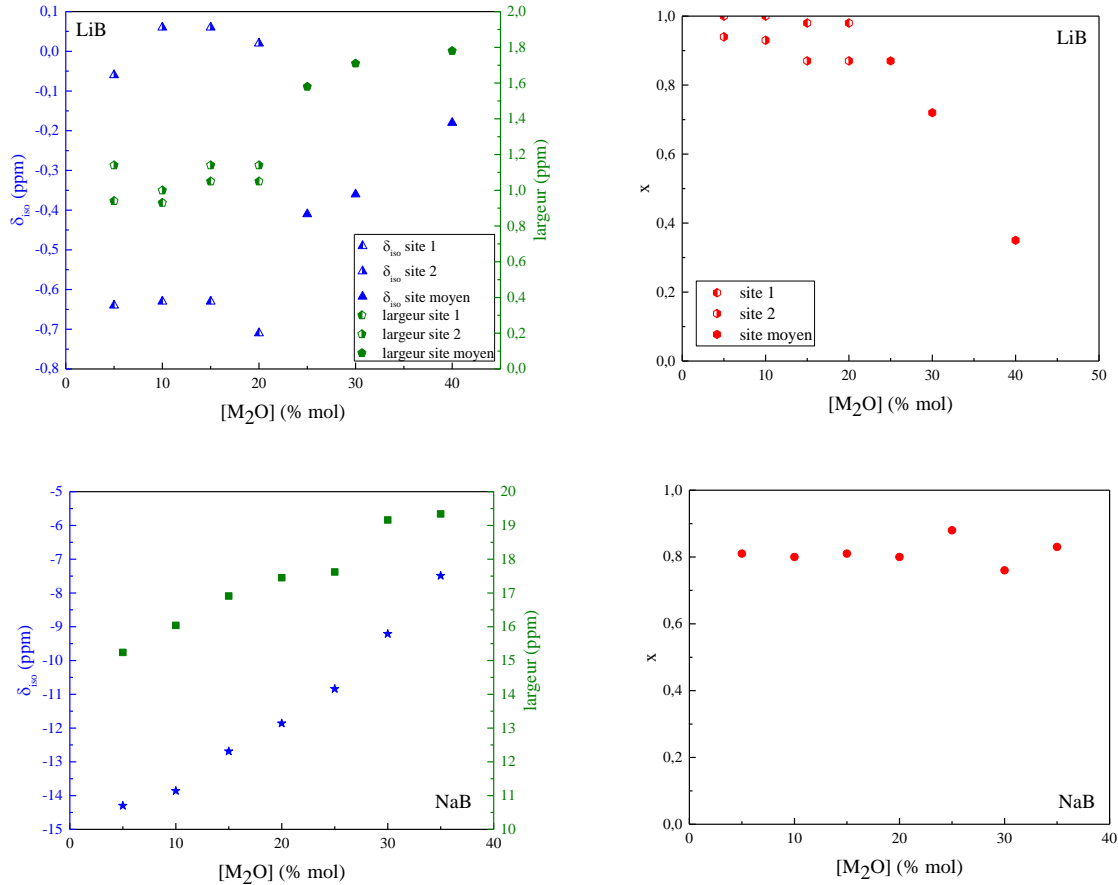 LiB
0,1
0,0
-0,1
-0,2
-0,3
-0,4
-0,5
-0,6
-0,7
-0,8
δiso (ppm)
2,0
1,8
1,6
1,4
1,2
1,0
0,8
0,6
0,4
0,2
0,0
largeur (ppm)
δiso site 1
δiso site 2
δiso site moyen
largeur site 1
largeur site 2
largeur site moyen
0 10 20 30 40
[M2O] (% mol)
LiB
1,0
0,8
0,6
0,4
0,2
0,0
x
site 1
site 2
site moyen
0 10 20 30 40 50
[M2O] (% mol)
-5
-6
-7
-8
-9
-10
-11
-12
-13
-14
-15
δiso (ppm)
20
19
18
17
16
15
14
13
12
11
10
largeur (ppm)
NaB
0 10 20 30 40
[M2O] (% mol)
1,0
0,8
0,6
0,4
0,2
0,0
x
NaB
0 10 20 30 40
[M2O] (% mol)